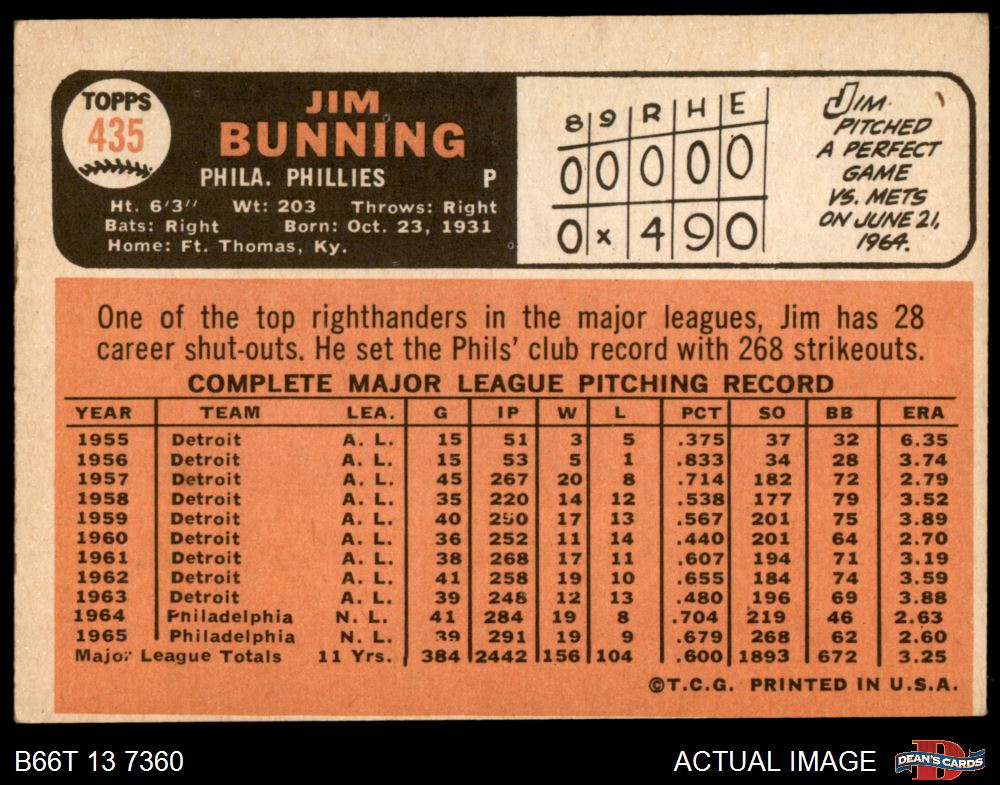 TOPPS
435
JIM
BUNNING
PHILA. PHILLIES P
Ht. 6'3" Wt: 203 Throws: Right
Bats: Right Born: Oct. 23, 1931
Home: Ft. Thomas, Ky.
8 9 R H E
0 0 0 0 0
0 x 4 9 0
JIM
PITCHED
A PERFECT
GAME
VS. METS
ON JUNE 21,
1964.
One of the top righthanders in the major leagues, Jim has 28
career shut-outs. He set the Phils' club record with 268 strikeouts.
COMPLETE MAJOR LEAGUE PITCHING RECORD
YEAR TEAM LEA. G IP W L PCT SO BB ERA
1955 Detroit A. L. 15 51 3 5 .375 37 32 6.35
1956 Detroit A. L. 15 53 5 1 .833 34 28 3.74
1957 Detroit A. L. 45 267 20 8 .714 182 72 2.79
1958 Detroit A. L. 35 220 14 12 .538 177 79 3.52
1959 Detroit A. L. 40 250 17 13 .567 201 75 3.89
1960 Detroit A. L. 36 252 11 14 .440 201 64 2.70
1961 Detroit A. L. 38 268 17 11 .607 194 71 3.19
1962 Detroit A. L. 41 258 19 10 .655 184 74 3.59
1963 Detroit A. L. 39 248 12 13 .480 196 69 3.88
1964 Philadelphia N. L. 41 284 19 8 .704 219 46 2.63
1965 Philadelphia N. L. 39 291 19 9 .679 268 62 2.60
Major League Totals 11 Yrs. 384 2442 156 104 .600 1893 672 3.25
©T.C.G. PRINTED IN U.S.A.
B66T 13 7360
ACTUAL IMAGE
D
DEAN'S CARDS